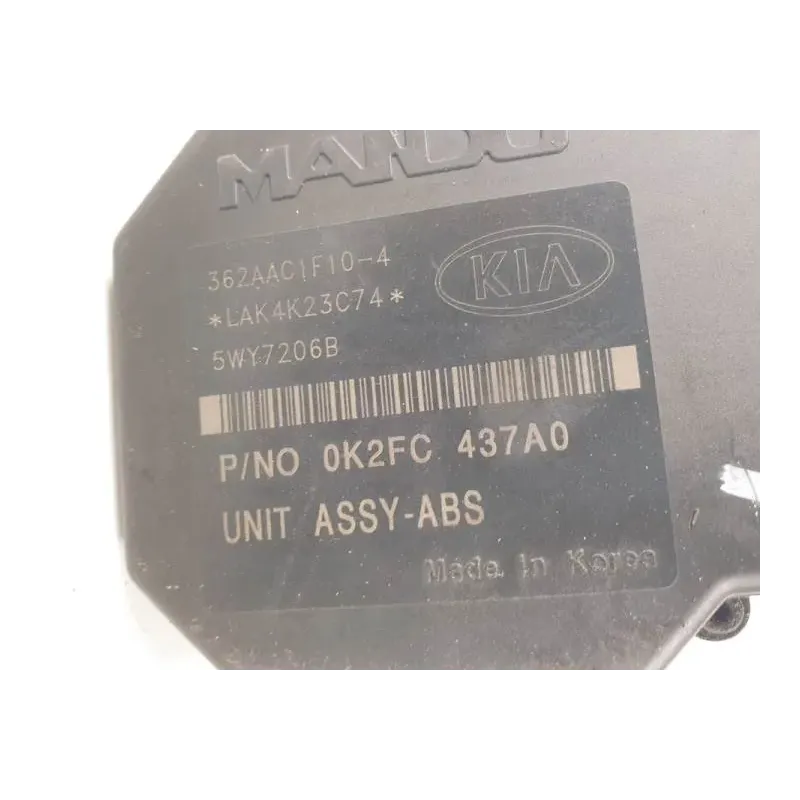 MANDO
362AAC1F10-4
KIA
*LAK4K23C74*
5WY7206B
P/NO 0K2FC 437A0
UNIT ASSY-ABS
Made In Korea